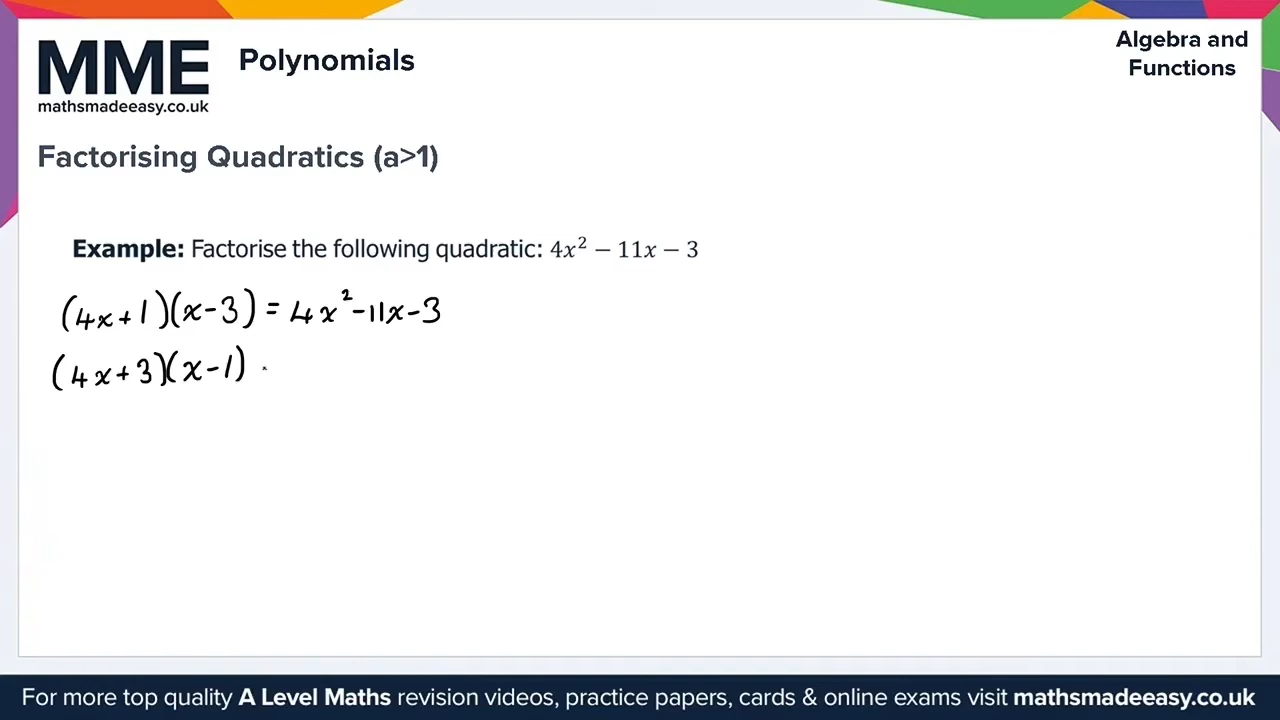 MME
mathsmadeeasy.co.uk
Polynomials
Algebra and
Functions
Factorising Quadratics (a>1)
Example: Factorise the following quadratic: 4x² − 11x − 3
(4x+1)(x-3) = 4x²-11x-3
(4x+3)(x-1)
For more top quality A Level Maths revision videos, practice papers, cards & online exams visit mathsmadeeasy.co.uk